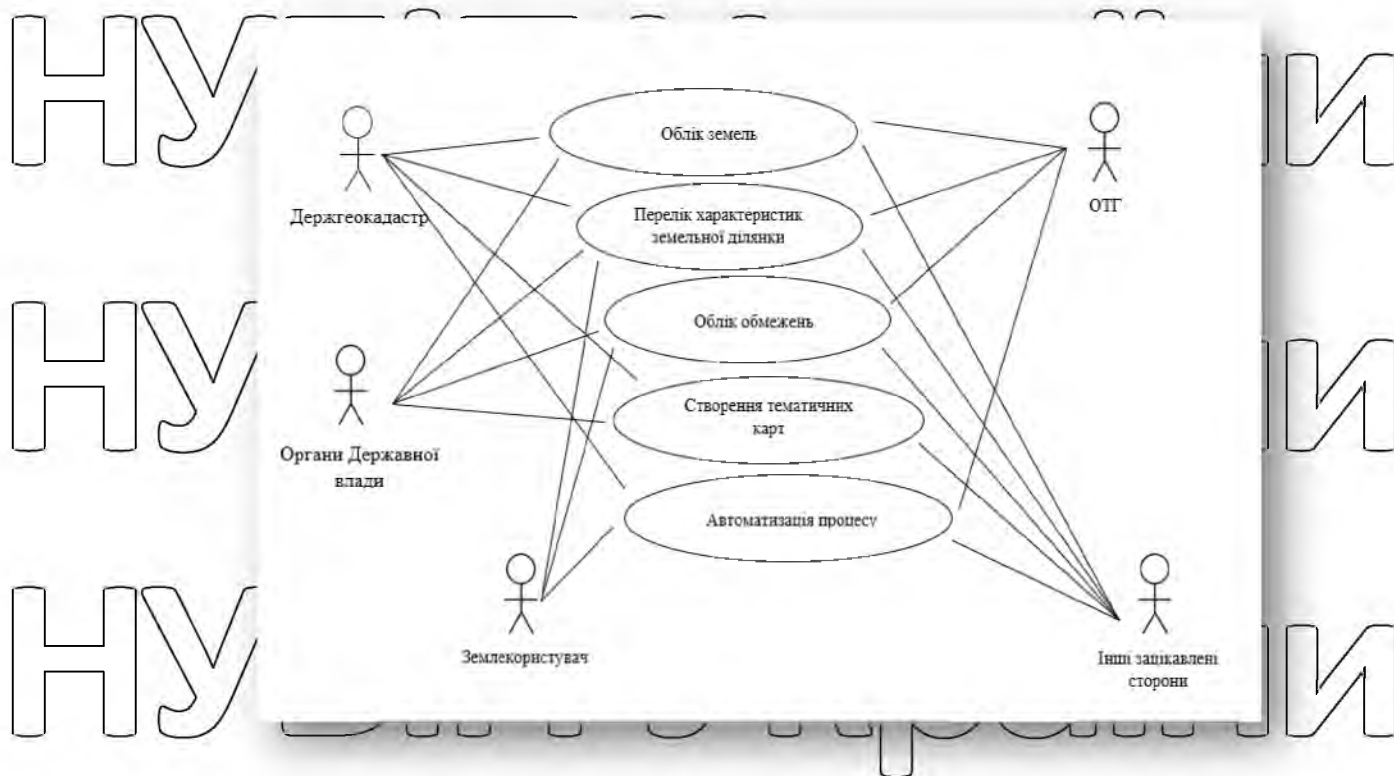 Облік земель
Держгеокадастр
ОТГ
Перелік характеристик
земельної ділянки
Облік обмежень
Органи Державної
влади
Створення тематичних
карт
Автоматизація процесу
Землекористувач
Інші зацікавлені
сторони